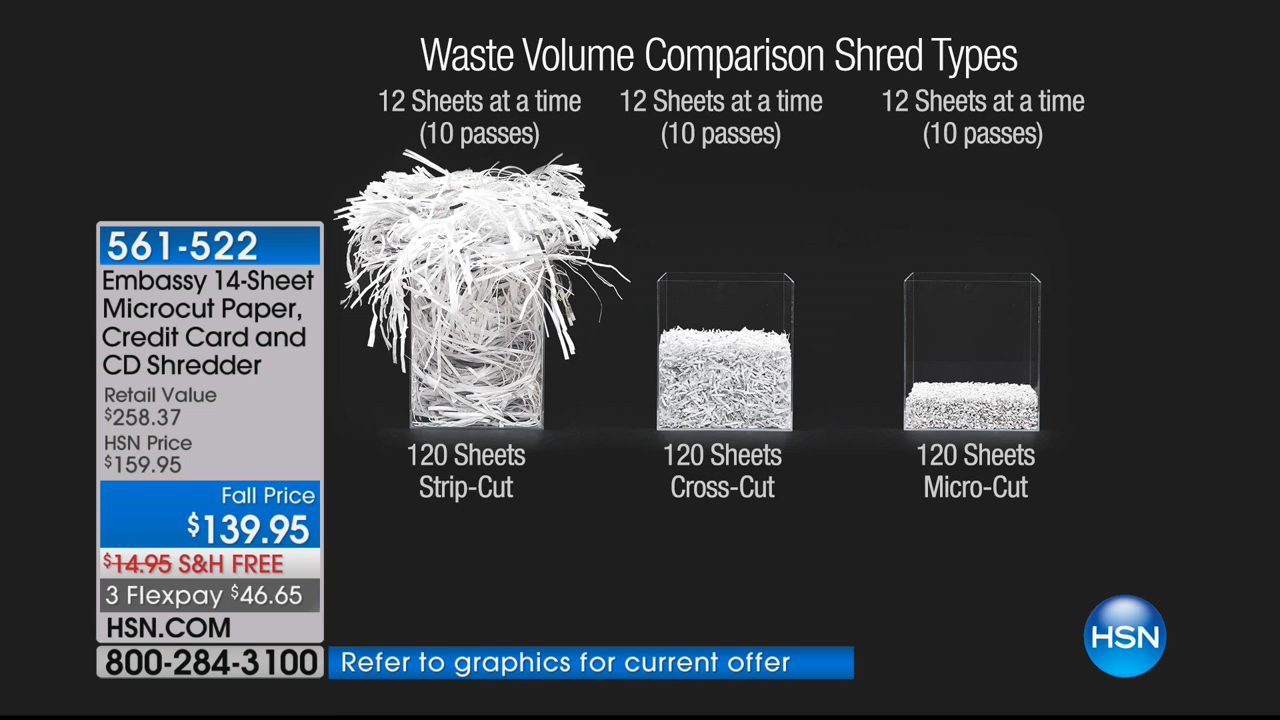 Waste Volume Comparison Shred Types
12 Sheets at a time
(10 passes)
12 Sheets at a time
(10 passes)
12 Sheets at a time
(10 passes)
120 Sheets
Strip-Cut
120 Sheets
Cross-Cut
120 Sheets
Micro-Cut
561-522
Embassy 14-Sheet
Microcut Paper,
Credit Card and
CD Shredder
Retail Value
$258.37
HSN Price
$159.95
Fall Price
$139.95
$14.95 S&H FREE
3 Flexpay $46.65
HSN.COM
800-284-3100
Refer to graphics for current offer
HSN